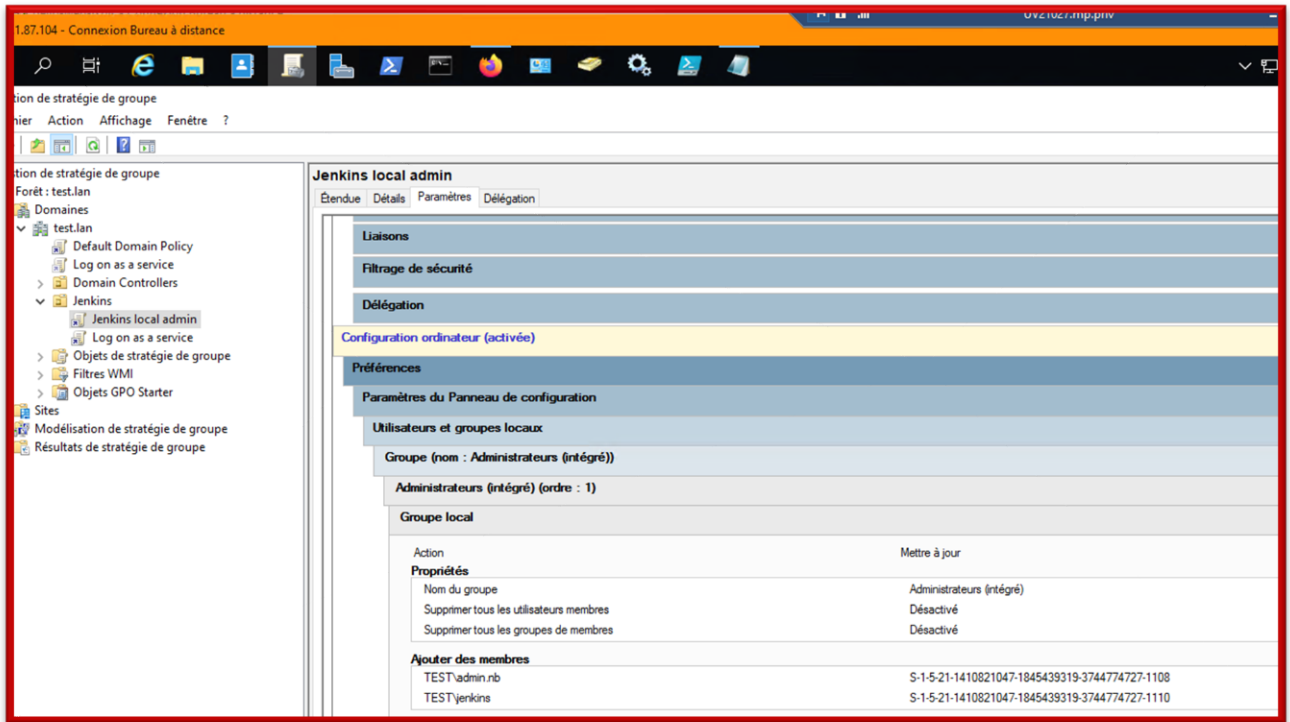 UV21027.mp.priv
1.87.104 - Connexion Bureau à distance
tion de stratégie de groupe
hier Action Affichage Fenêtre ?
stion de stratégie de groupe
Forêt : test.lan
Domaines
test.lan
Default Domain Policy
Log on as a service
Domain Controllers
Jenkins
Jenkins local admin
Log on as a service
Objets de stratégie de groupe
Filtres WMI
Objets GPO Starter
Sites
Modélisation de stratégie de groupe
Résultats de stratégie de groupe
Jenkins local admin
Étendue Détails Paramètres Délégation
Liaisons
Filtrage de sécurité
Délégation
Configuration ordinateur (activée)
Préférences
Paramètres du Panneau de configuration
Utilisateurs et groupes locaux
Groupe (nom : Administrateurs (intégré))
Administrateurs (intégré) (ordre : 1)
Groupe local
Action Mettre à jour
Propriétés
Nom du groupe Administrateurs (intégré)
Supprimer tous les utilisateurs membres Désactivé
Supprimer tous les groupes de membres Désactivé
Ajouter des membres
TEST\admin.nb S-1-5-21-1410821047-1845439319-3744774727-1108
TEST\jenkins S-1-5-21-1410821047-1845439319-3744774727-1110